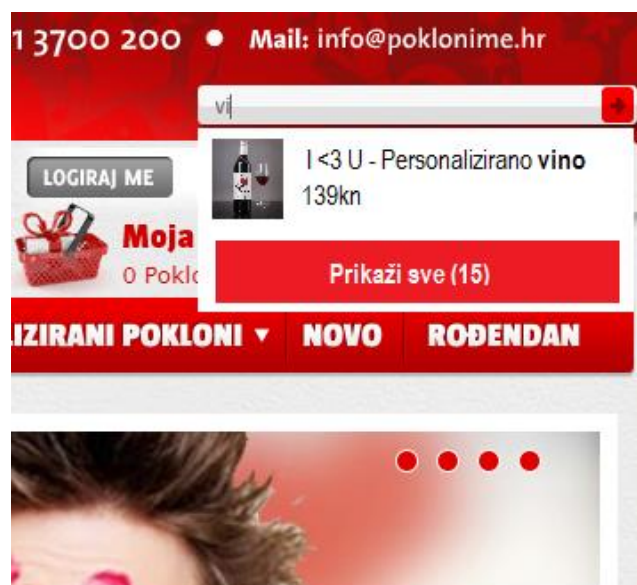 1 3700 200 ● Mail: info@poklonime.hr
vi
I <3 U - Personalizirano vino
139kn
LOGIRAJ ME
Moja
0 Poklo
Prikaži sve (15)
LIZIRANI POKLONI ▼ NOVO ROĐENDAN